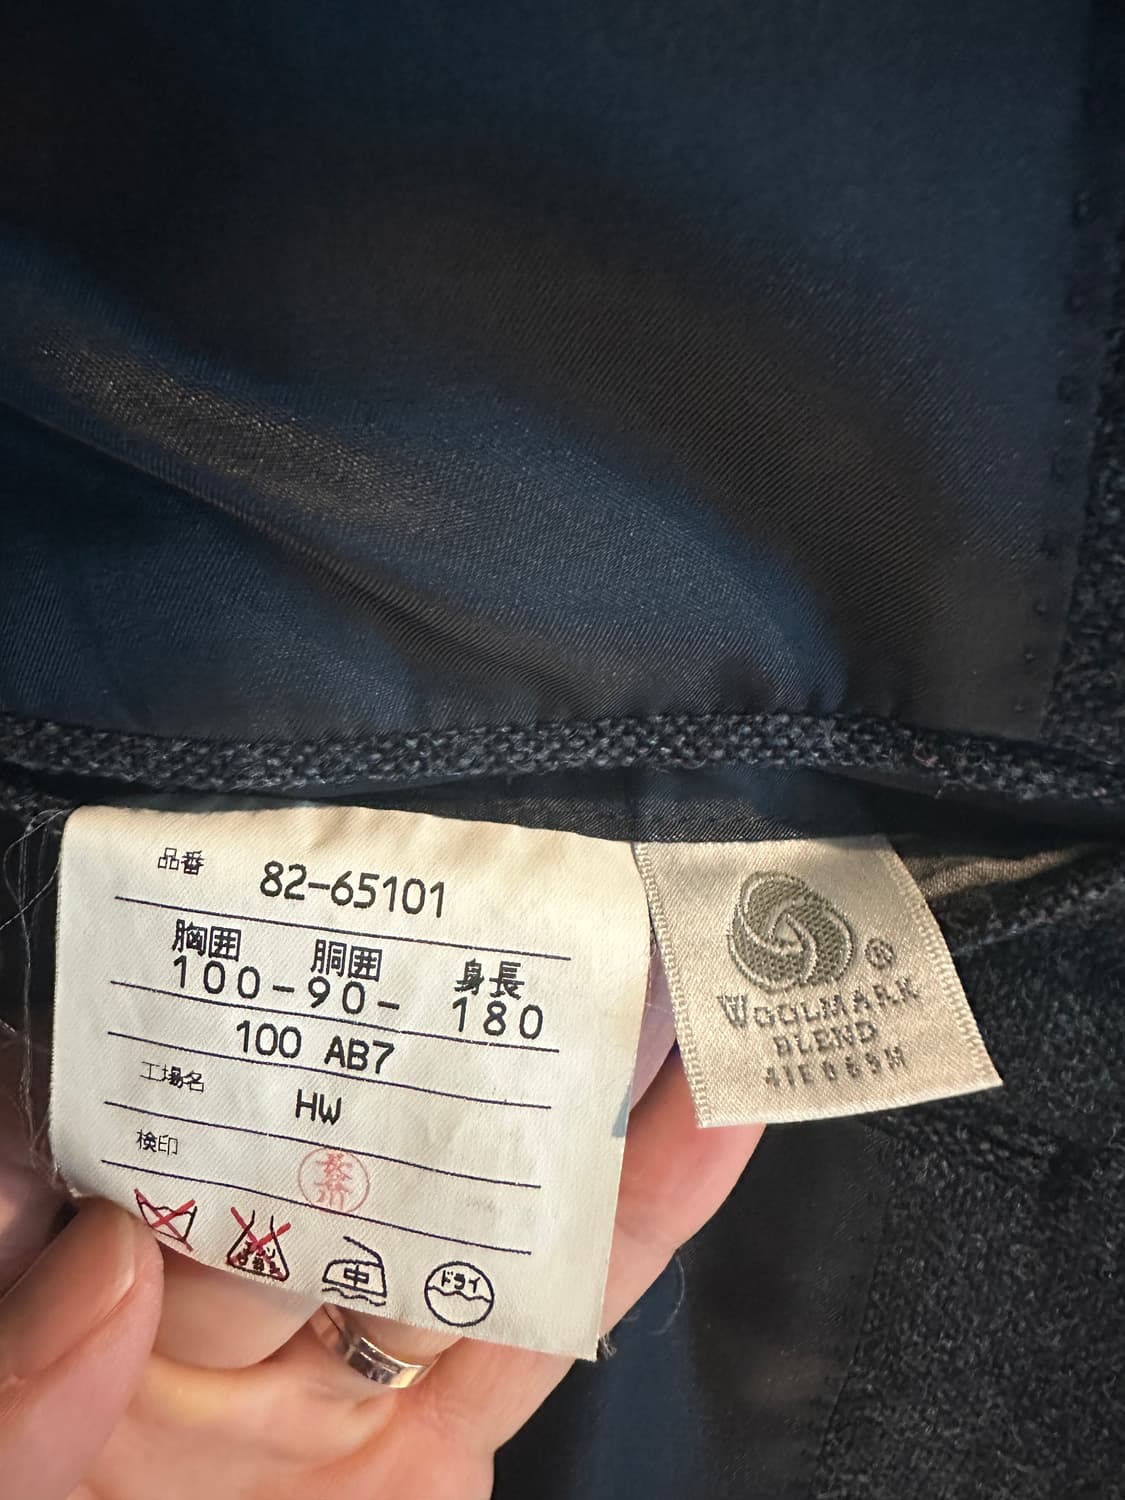 品番 82-65101
胸囲 胴囲 身長
100-90- 180
100 AB7
工場名 HW
検印
中
ドライ
®
WOOLMARK
BLEND